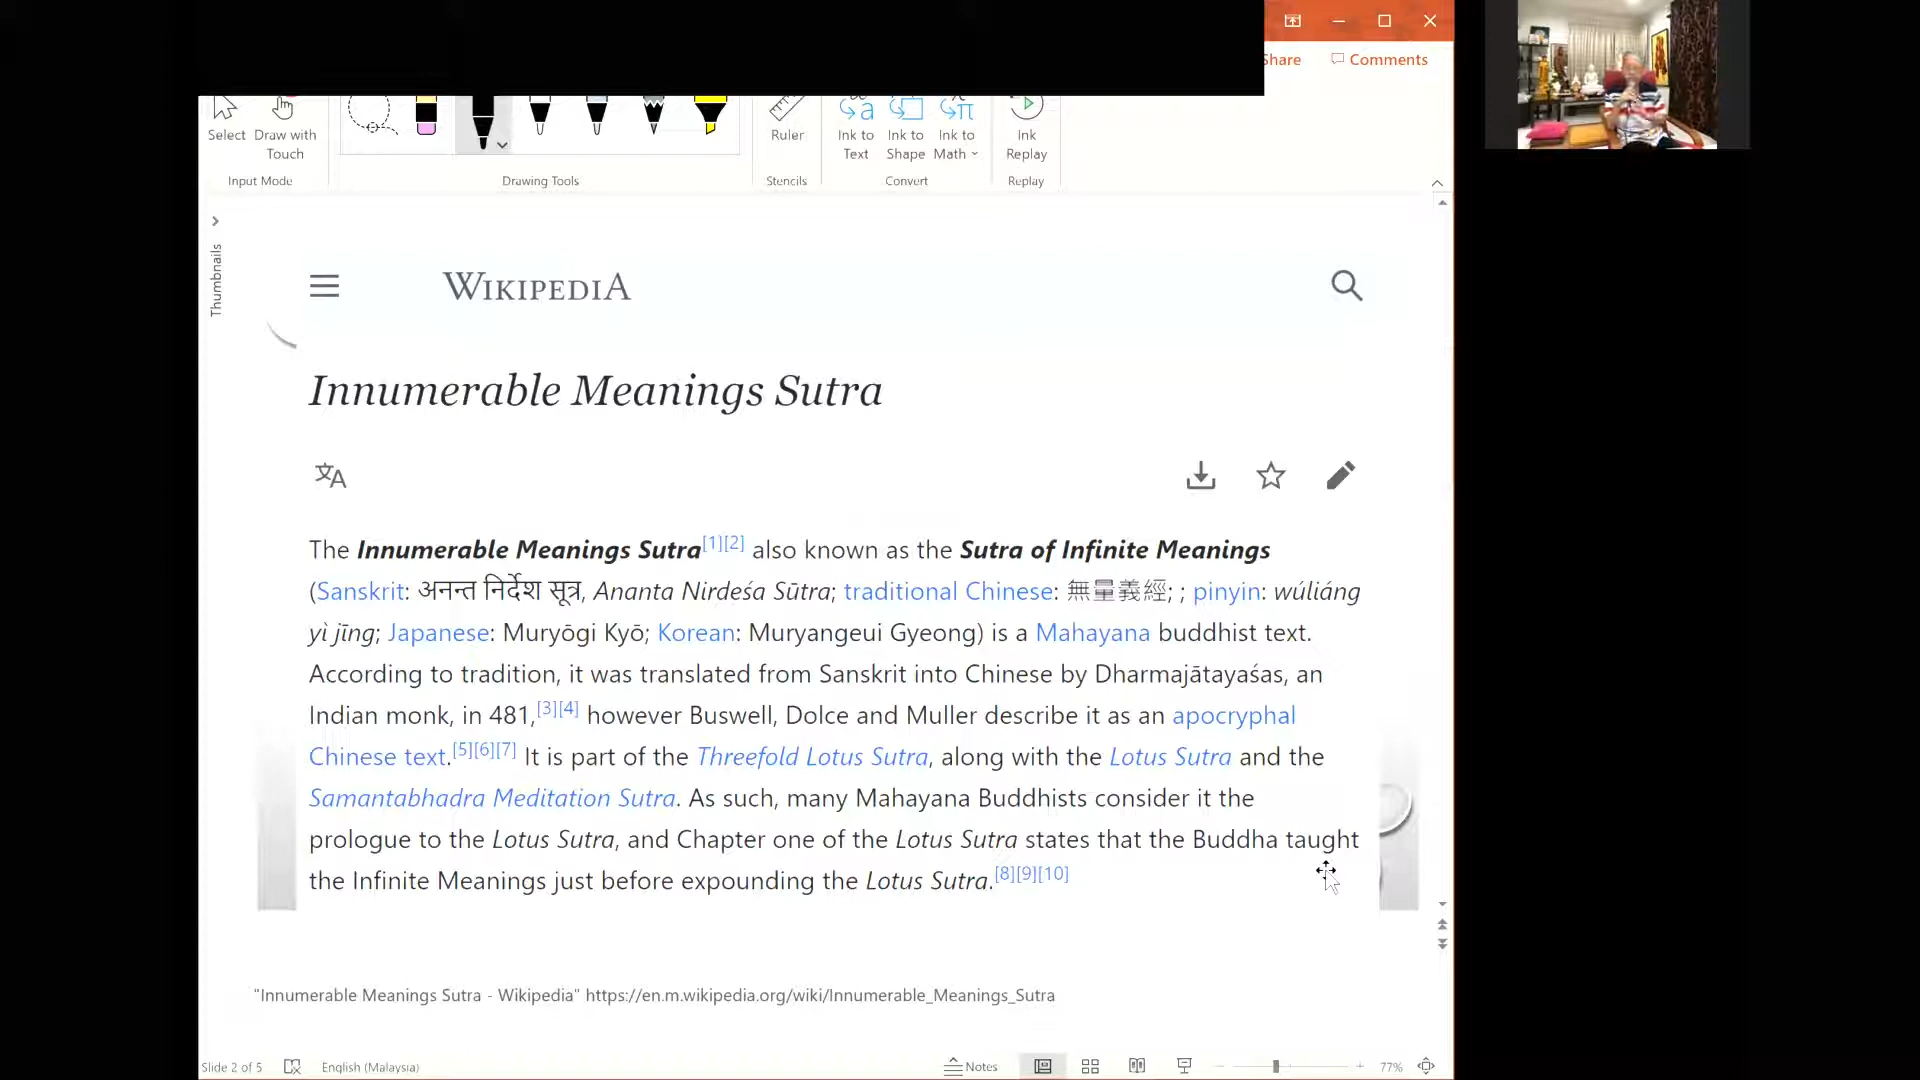 Share Comments
Select Draw with Touch
Ruler
Ink to Text Ink to Shape Ink to Math
Ink Replay
Input Mode Drawing Tools Stencils Convert Replay
Thumbnails
WIKIPEDIA
Innumerable Meanings Sutra
The Innumerable Meanings Sutra[1][2] also known as the Sutra of Infinite Meanings
(Sanskrit: अनन्त निर्देश सूत्र, Ananta Nirdeśa Sūtra; traditional Chinese: 無量義經; ; pinyin: wúliáng
yì jīng; Japanese: Muryōgi Kyō; Korean: Muryangeui Gyeong) is a Mahayana buddhist text.
According to tradition, it was translated from Sanskrit into Chinese by Dharmajātayaśas, an
Indian monk, in 481,[3][4] however Buswell, Dolce and Muller describe it as an apocryphal
Chinese text.[5][6][7] It is part of the Threefold Lotus Sutra, along with the Lotus Sutra and the
Samantabhadra Meditation Sutra. As such, many Mahayana Buddhists consider it the
prologue to the Lotus Sutra, and Chapter one of the Lotus Sutra states that the Buddha taught
the Infinite Meanings just before expounding the Lotus Sutra.[8][9][10]
"Innumerable Meanings Sutra - Wikipedia" https://en.m.wikipedia.org/wiki/Innumerable_Meanings_Sutra
Slide 2 of 5 English (Malaysia) Notes 77%